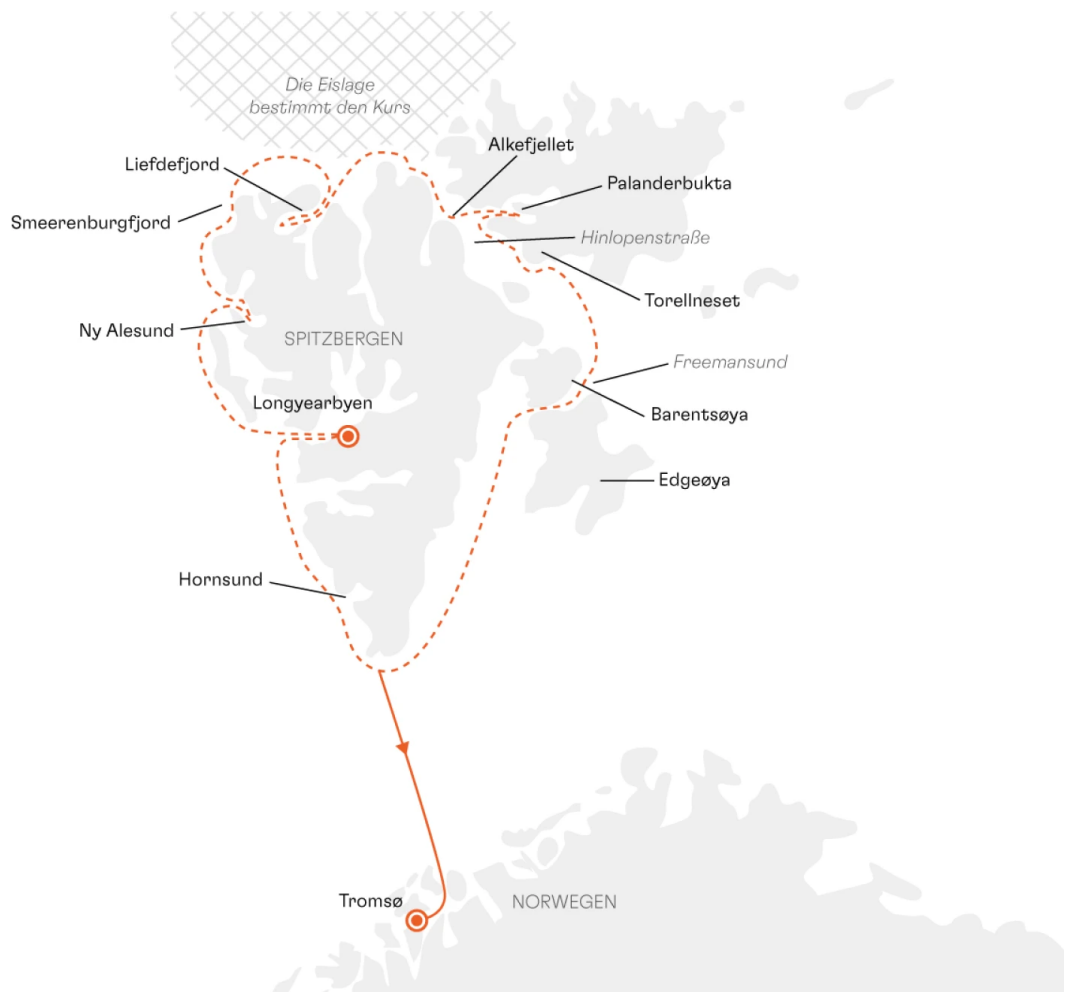 Die Eislage
bestimmt den Kurs
Alkefjellet
Liefdefjord
Palanderbukta
Smeerenburgfjord
Hinlopenstraße
Torellneset
Ny Alesund
SPITZBERGEN
Freemansund
Longyearbyen
Barentsøya
Edgeøya
Hornsund
Tromsø
NORWEGEN